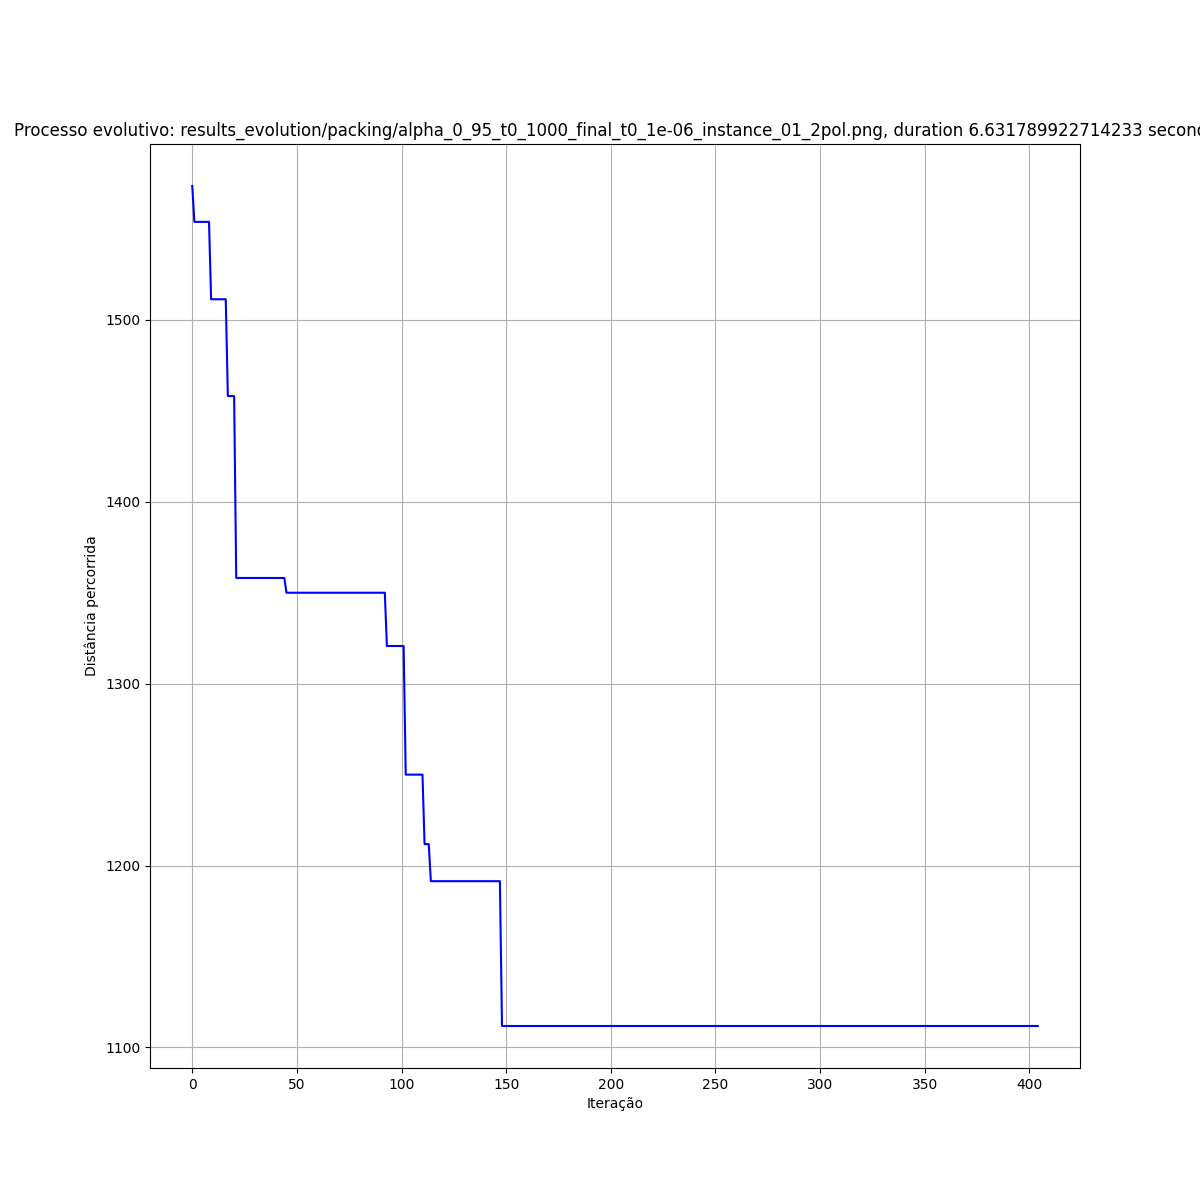 Processo evolutivo: results_evolution/packing/alpha_0_95_t0_1000_final_t0_1e-06_instance_01_2pol.png, duration 6.631789922714233
1500
1400
1300
1200
1100
Distância percorrida
0 50 100 150 200 250 300 350 400
Iteração